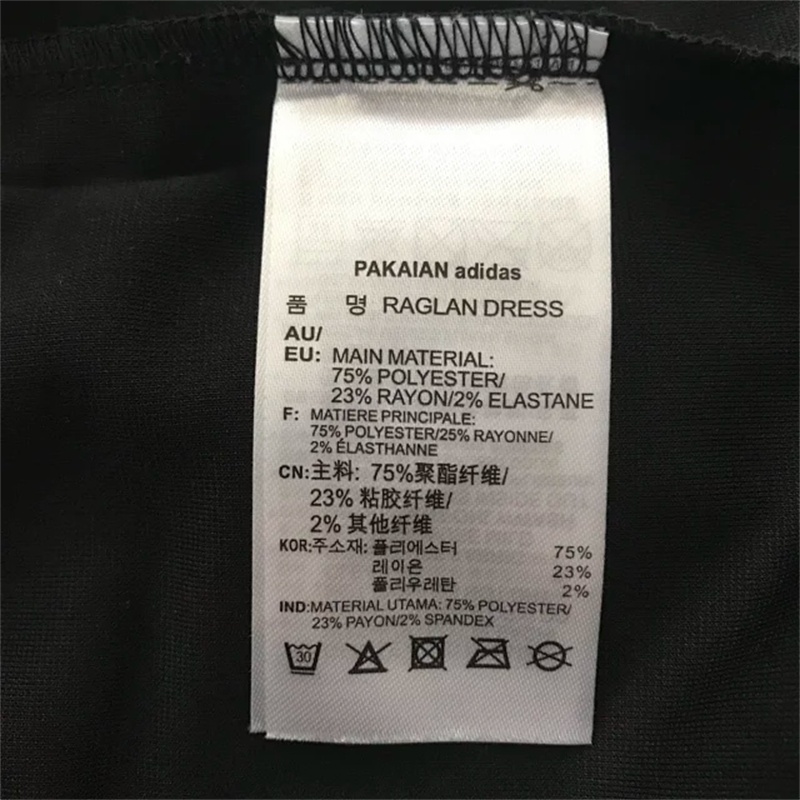 PAKAIAN adidas
품 명 RAGLAN DRESS
AU/
EU: MAIN MATERIAL:
75% POLYESTER/
23% RAYON/2% ELASTANE
F: MATIERE PRINCIPALE:
75% POLYESTER/25% RAYONNE/
2% ÉLASTHANNE
CN:主料: 75%聚酯纤维/
23% 粘胶纤维/
2% 其他纤维
KOR:주소재: 폴리에스터 75%
레이온 23%
플리우레탄 2%
IND:MATERIAL UTAMA: 75% POLYESTER/
23% PAYON/2% SPANDEX
30